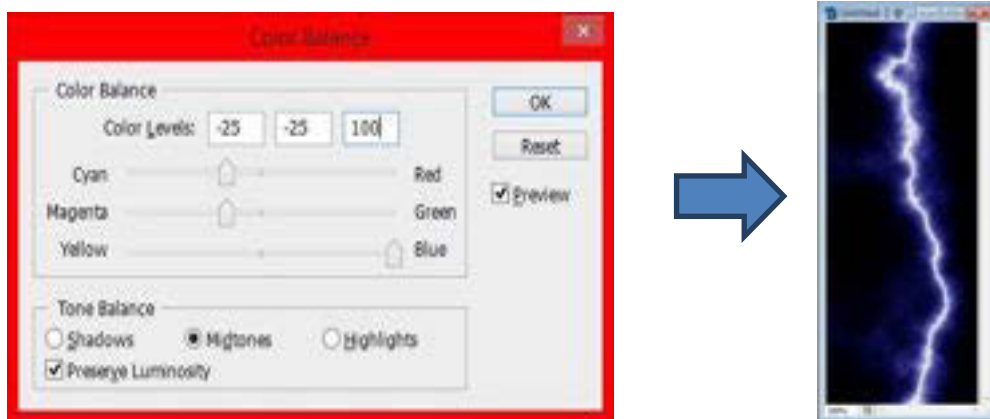 Color Balance
Color Balance
Color Levels: -25 -25 100
OK
Reset
Preview
Cyan Red
Magenta Green
Yellow Blue
Tone Balance
Shadows Midtones Highlights
Preserve Luminosity